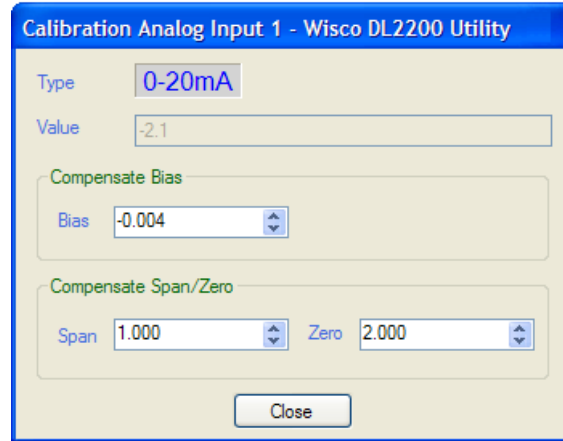 Calibration Analog Input 1 - Wisco DL2200 Utility
Type 0-20mA
Value -2.1
Compensate Bias
Bias -0.004
Compensate Span/Zero
Span 1.000 Zero 2.000
Close